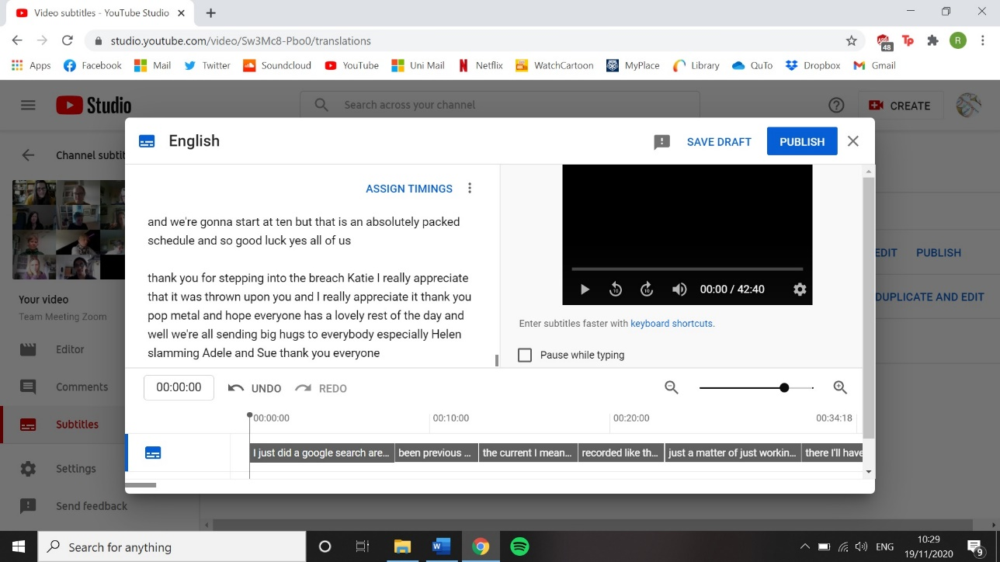 Video subtitles - YouTube Studio
studio.youtube.com/video/Sw3Mc8-Pbo0/translations
48
R
Apps Facebook Mail Twitter Soundcloud YouTube Uni Mail Netflix WatchCartoon MyPlace Library QuTo Dropbox Gmail
Studio
Search across your channel
CREATE
Channel subtit
English
SAVE DRAFT
PUBLISH
ASSIGN TIMINGS
and we're gonna start at ten but that is an absolutely packed
schedule and so good luck yes all of us
thank you for stepping into the breach Katie I really appreciate
that it was thrown upon you and I really appreciate it thank you
pop metal and hope everyone has a lovely rest of the day and
well we're all sending big hugs to everybody especially Helen
slamming Adele and Sue thank you everyone
00:00 / 42:40
Enter subtitles faster with keyboard shortcuts.
Pause while typing
EDIT PUBLISH
DUPLICATE AND EDIT
Your video
Team Meeting Zoom
Editor
Comments
Subtitles
Settings
Send feedback
00:00:00
UNDO
REDO
00:00:00 00:10:00 00:20:00 00:34:18
I just did a google search are... been previous ... the current I mean... recorded like th... just a matter of just workin... there I'll have
Search for anything
ENG
10:29
19/11/2020
9